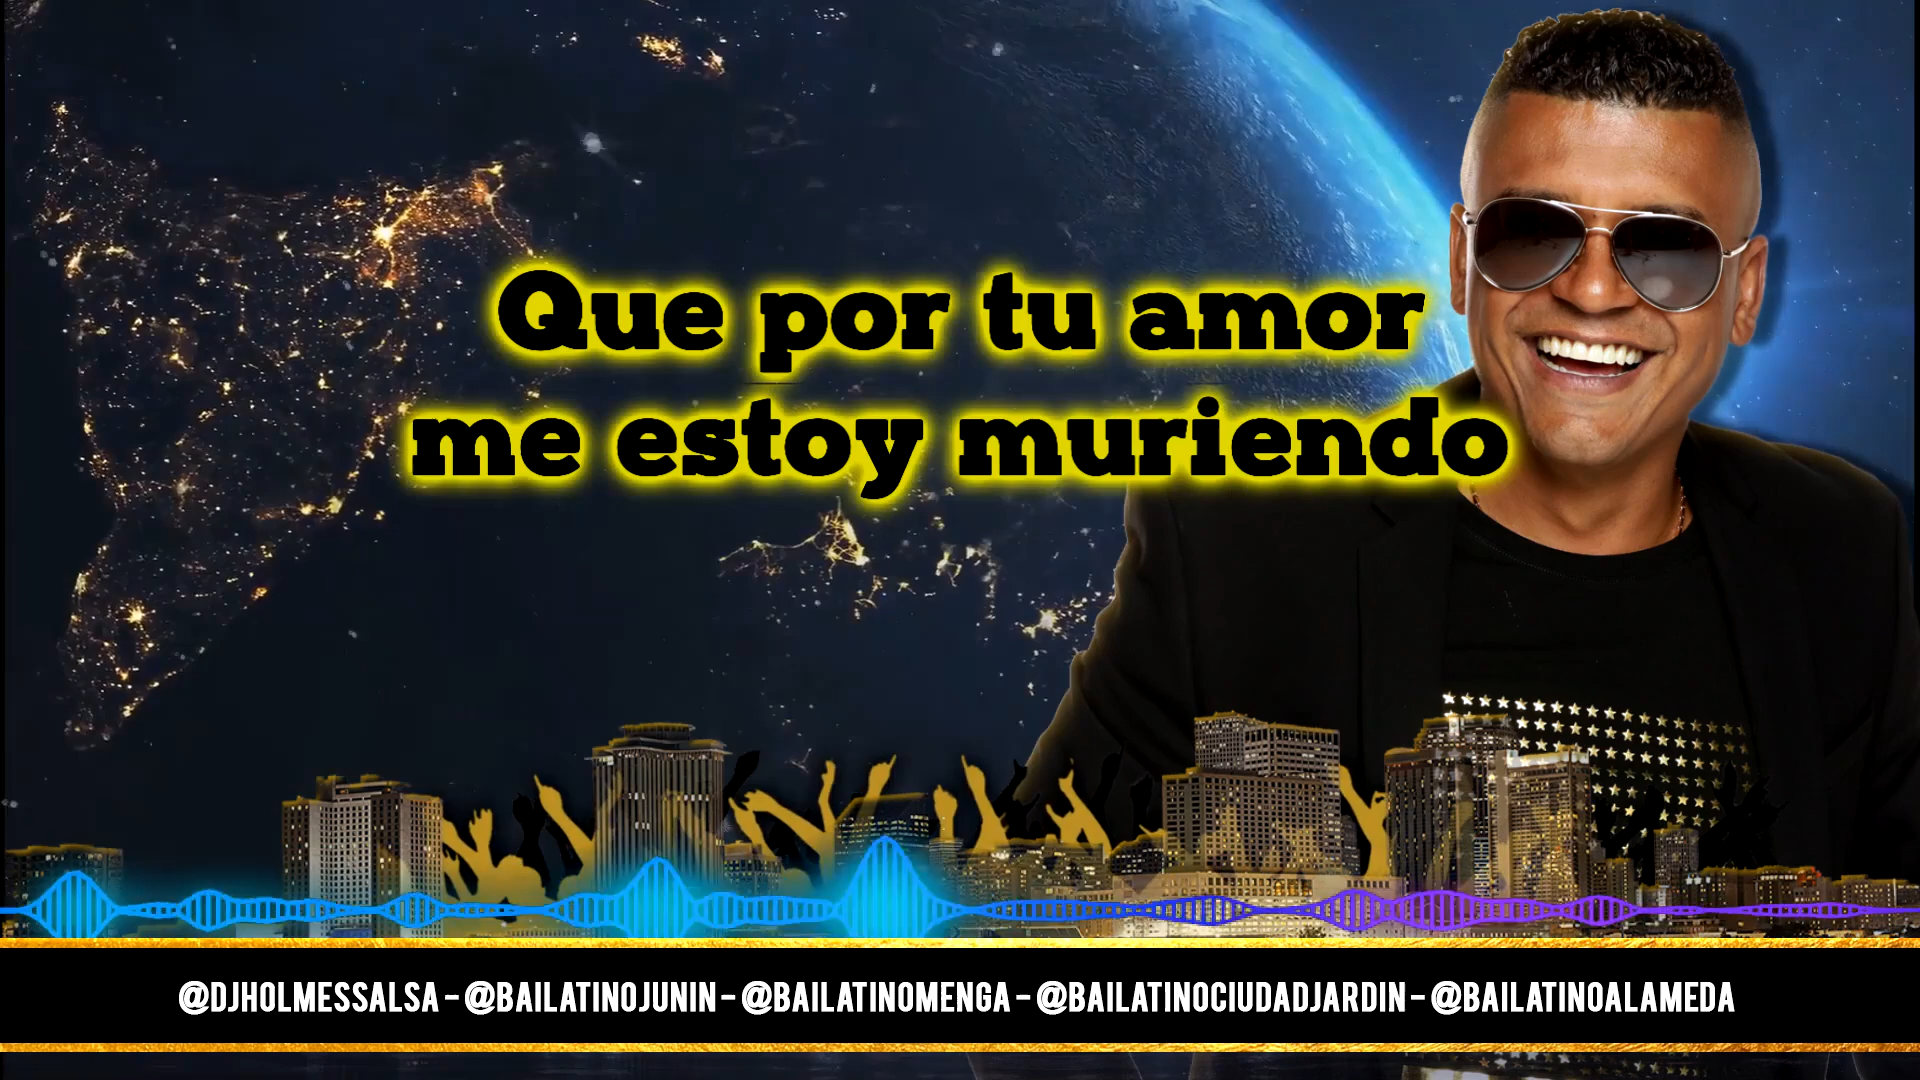 Que por tu amor
me estoy muriendo
@DJHOLMESSALSA - @BAILATINOJUNIN - @BAILATINOMENGA - @BAILATINOCIUDADJARDIN - @BAILATINOALAMEDA